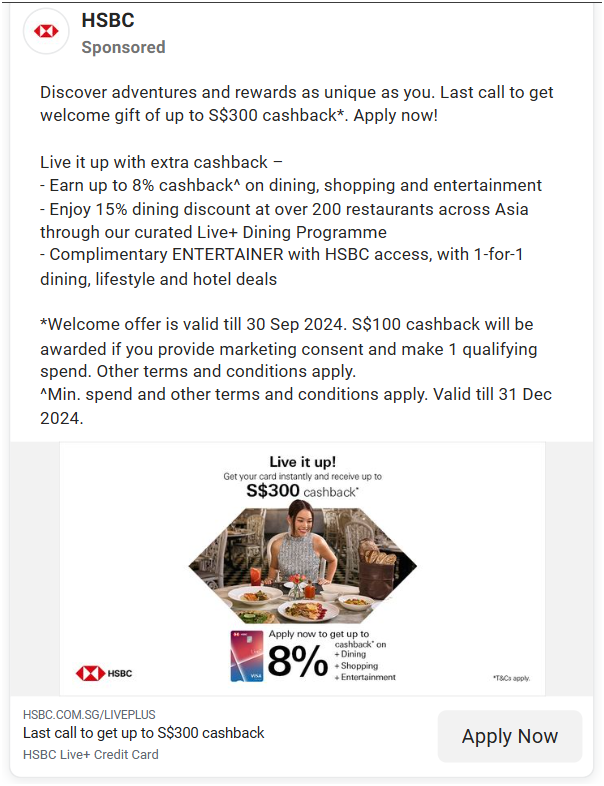 HSBC
Sponsored
Discover adventures and rewards as unique as you. Last call to get
welcome gift of up to S$300 cashback*. Apply now!
Live it up with extra cashback –
- Earn up to 8% cashback^ on dining, shopping and entertainment
- Enjoy 15% dining discount at over 200 restaurants across Asia
through our curated Live+ Dining Programme
- Complimentary ENTERTAINER with HSBC access, with 1-for-1
dining, lifestyle and hotel deals
*Welcome offer is valid till 30 Sep 2024. S$100 cashback will be
awarded if you provide marketing consent and make 1 qualifying
spend. Other terms and conditions apply.
^Min. spend and other terms and conditions apply. Valid till 31 Dec
2024.
Live it up!
Get your card instantly and receive up to
S$300 cashback*
Apply now to get up to
8%
cashback^ on
+ Dining
+ Shopping
+ Entertainment
VISA
HSBC
*T&Cs apply.
HSBC.COM.SG/LIVEPLUS
Last call to get up to S$300 cashback
HSBC Live+ Credit Card
Apply Now